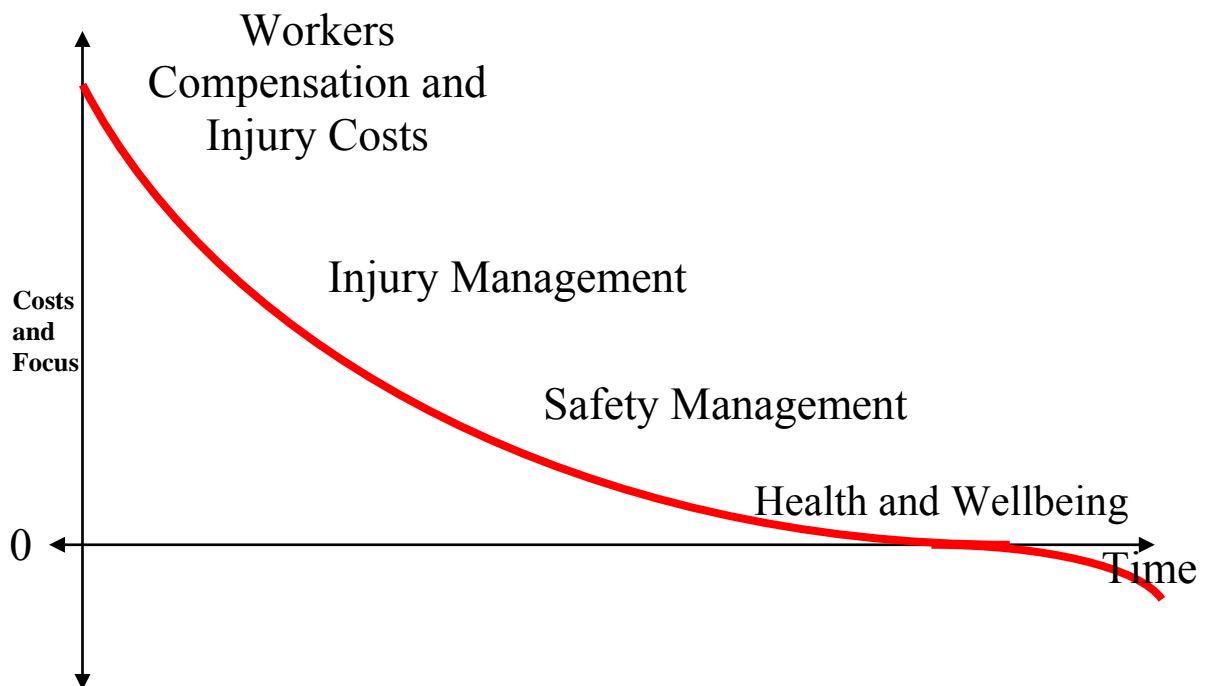 Workers
Compensation and
Injury Costs
Injury Management
Costs
and
Focus
Safety Management
Health and Wellbeing
0
Time